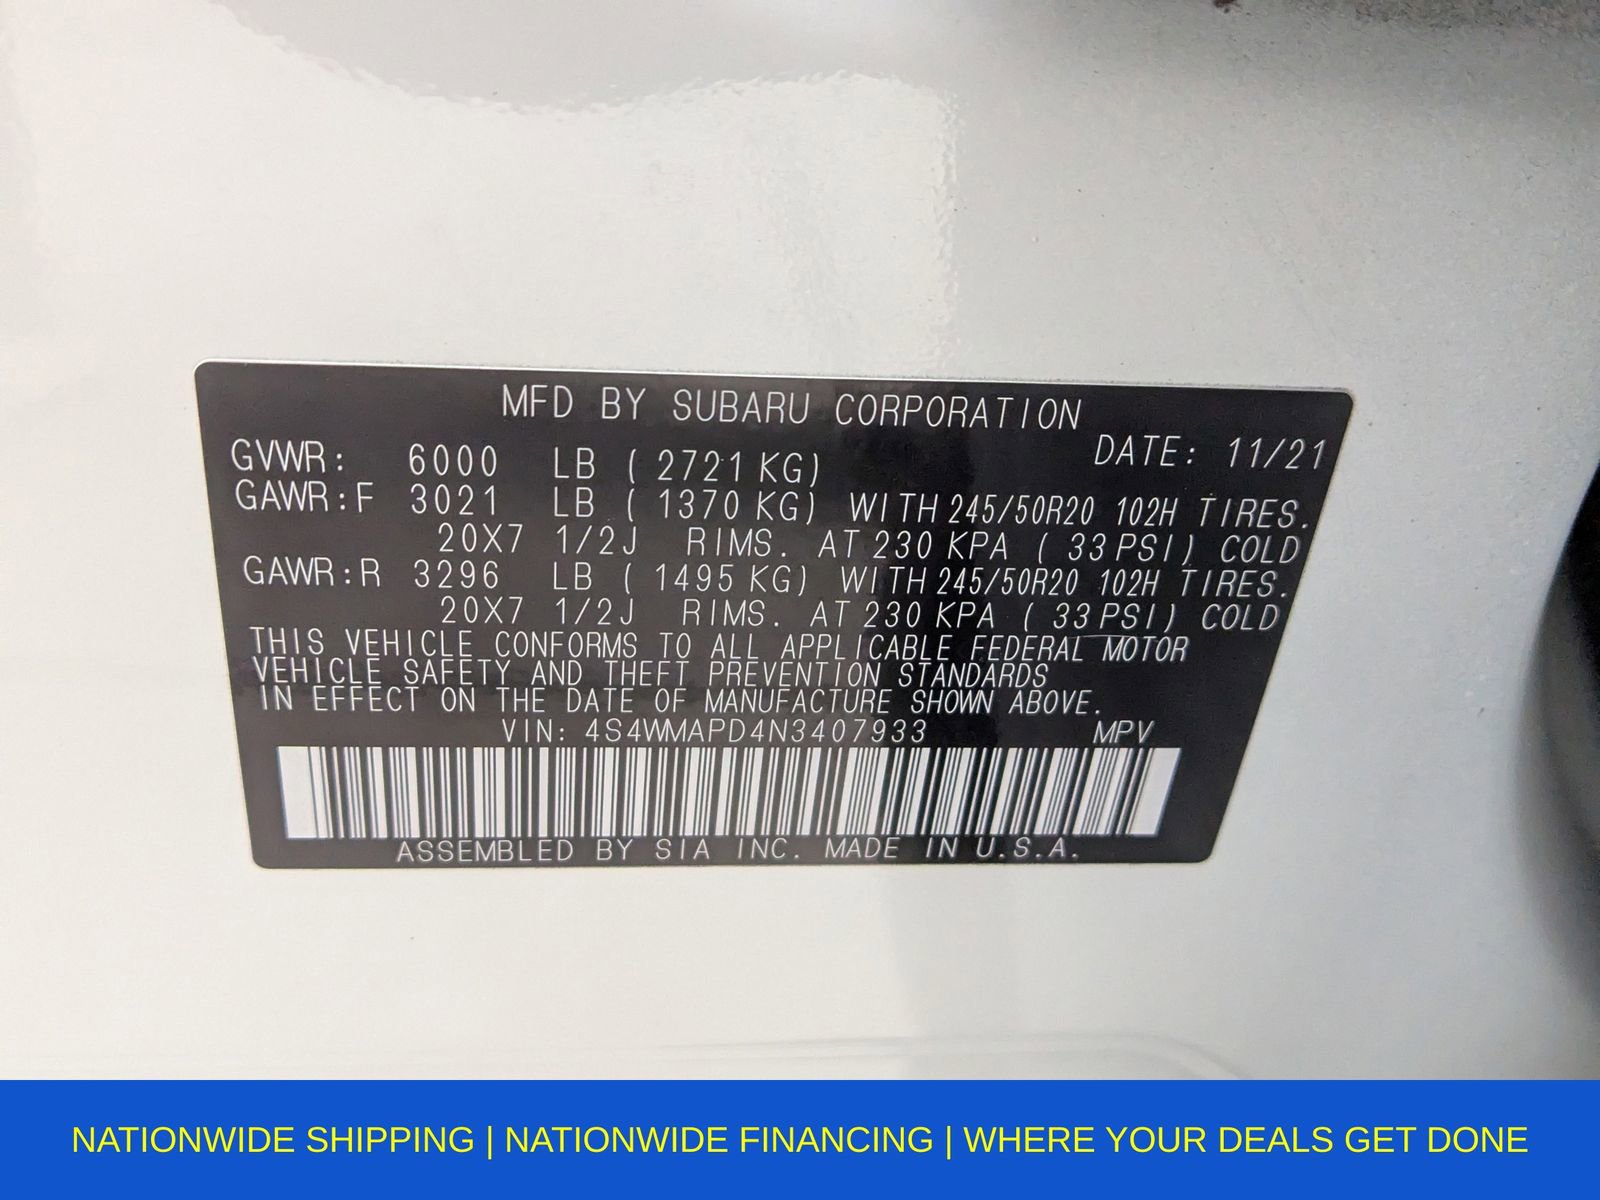 MFD BY SUBARU CORPORATION
DATE: 11/21
GVWR: 6000 LB ( 2721 KG)
GAWR:F 3021 LB ( 1370 KG) WITH 245/50R20 102H TIRES.
20X7 1/2J RIMS. AT 230 KPA ( 33 PSI) COLD
GAWR:R 3296 LB ( 1495 KG) WITH 245/50R20 102H TIRES.
20X7 1/2J RIMS. AT 230 KPA ( 33 PSI) COLD
THIS VEHICLE CONFORMS TO ALL APPLICABLE FEDERAL MOTOR
VEHICLE SAFETY AND THEFT PREVENTION STANDARDS
IN EFFECT ON THE DATE OF MANUFACTURE SHOWN ABOVE.
VIN: 4S4WMAPD4N3407933 MPV
ASSEMBLED BY SIA INC. MADE IN U.S.A.
NATIONWIDE SHIPPING | NATIONWIDE FINANCING | WHERE YOUR DEALS GET DONE